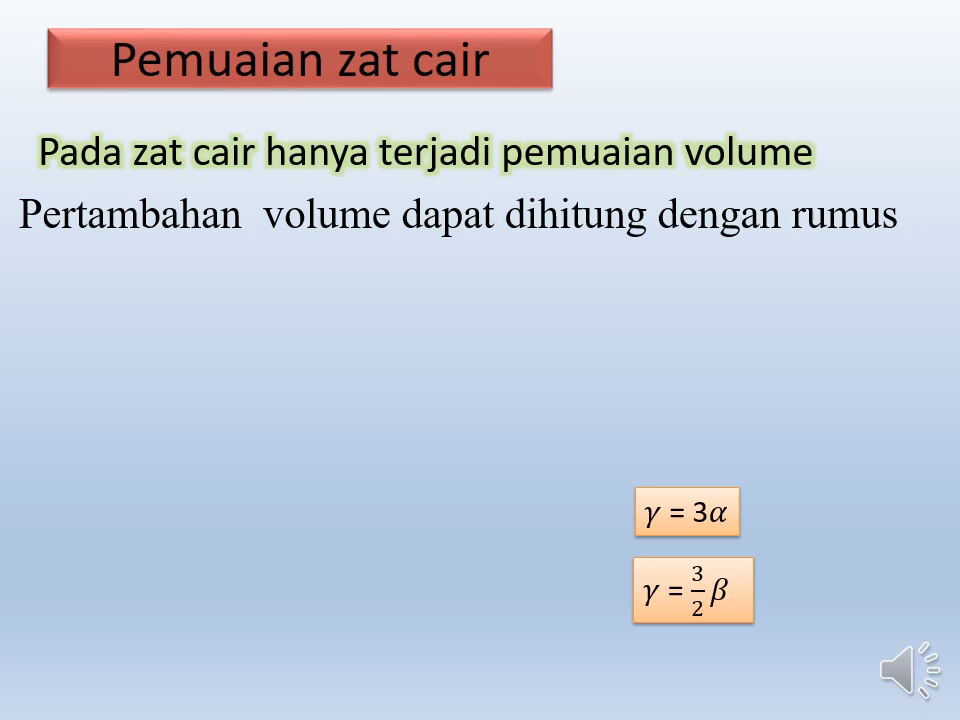 Pemuaian zat cair
Pada zat cair hanya terjadi pemuaian volume
Pertambahan  volume dapat dihitung dengan rumus
𝛾 = 3𝛼
𝛾 = 3/2 𝛽